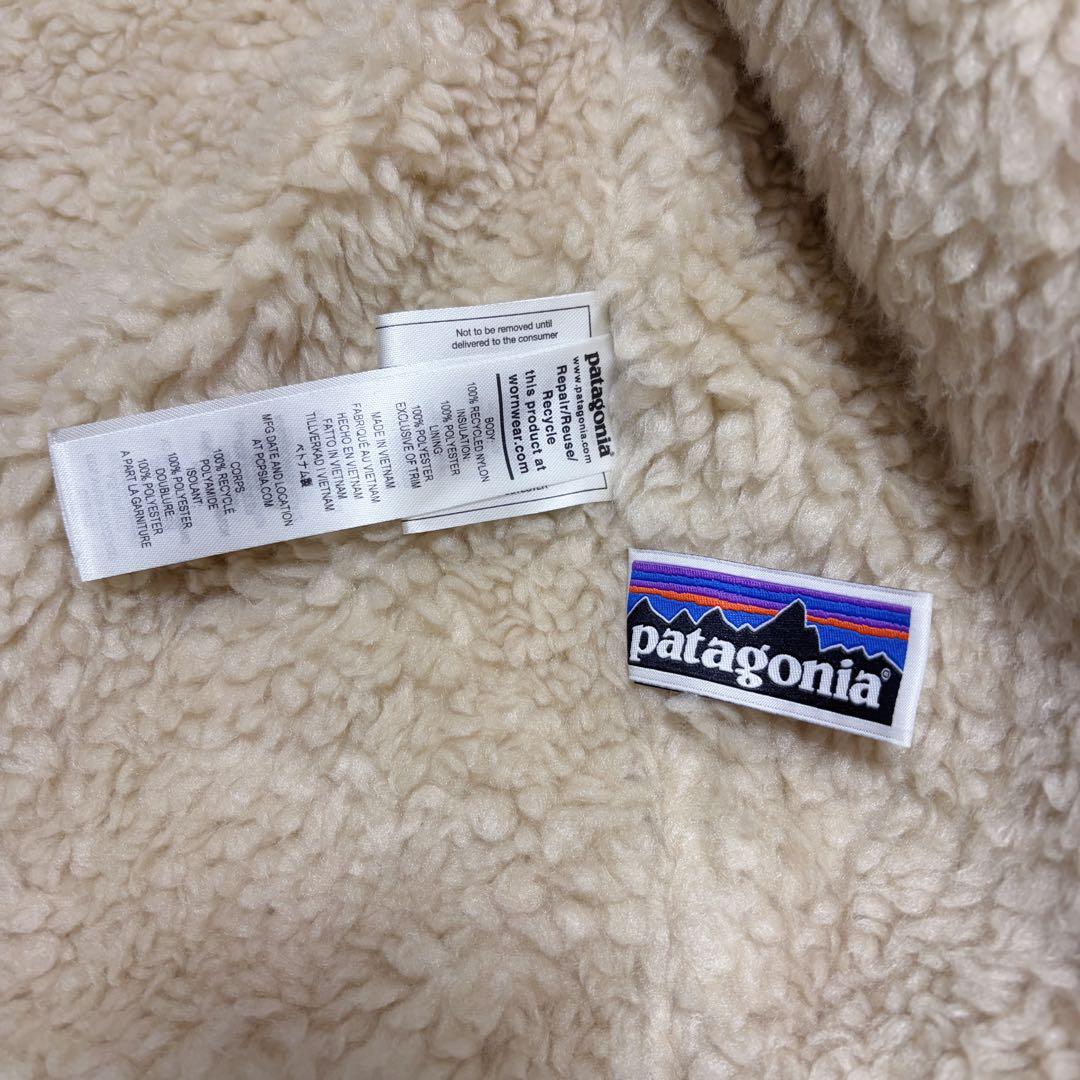 Not to be removed until
delivered to the consumer
patagonia®
www.patagonia.com
Repair/Reuse/
Recycle
this product at
wornwear.com
BODY:
100% RECYCLED NYLON
INSULATION:
100% POLYESTER
LINING:
100% POLYESTER
EXCLUSIVE OF TRIM
MADE IN VIETNAM
FABRIQUÉ AU VIETNAM
HECHO EN VIETNAM
FATTO IN VIETNAM
TILLVERKAD I VIETNAM
ベトナム製
MFG DATE AND LOCATION
AT PCPSIA.COM
CORPS:
100% RECYCLÉ
POLYAMIDE
ISOLANT:
100% POLYESTER
DOUBLURE:
100% POLYESTER
A PART LA GARNITURE
patagonia®